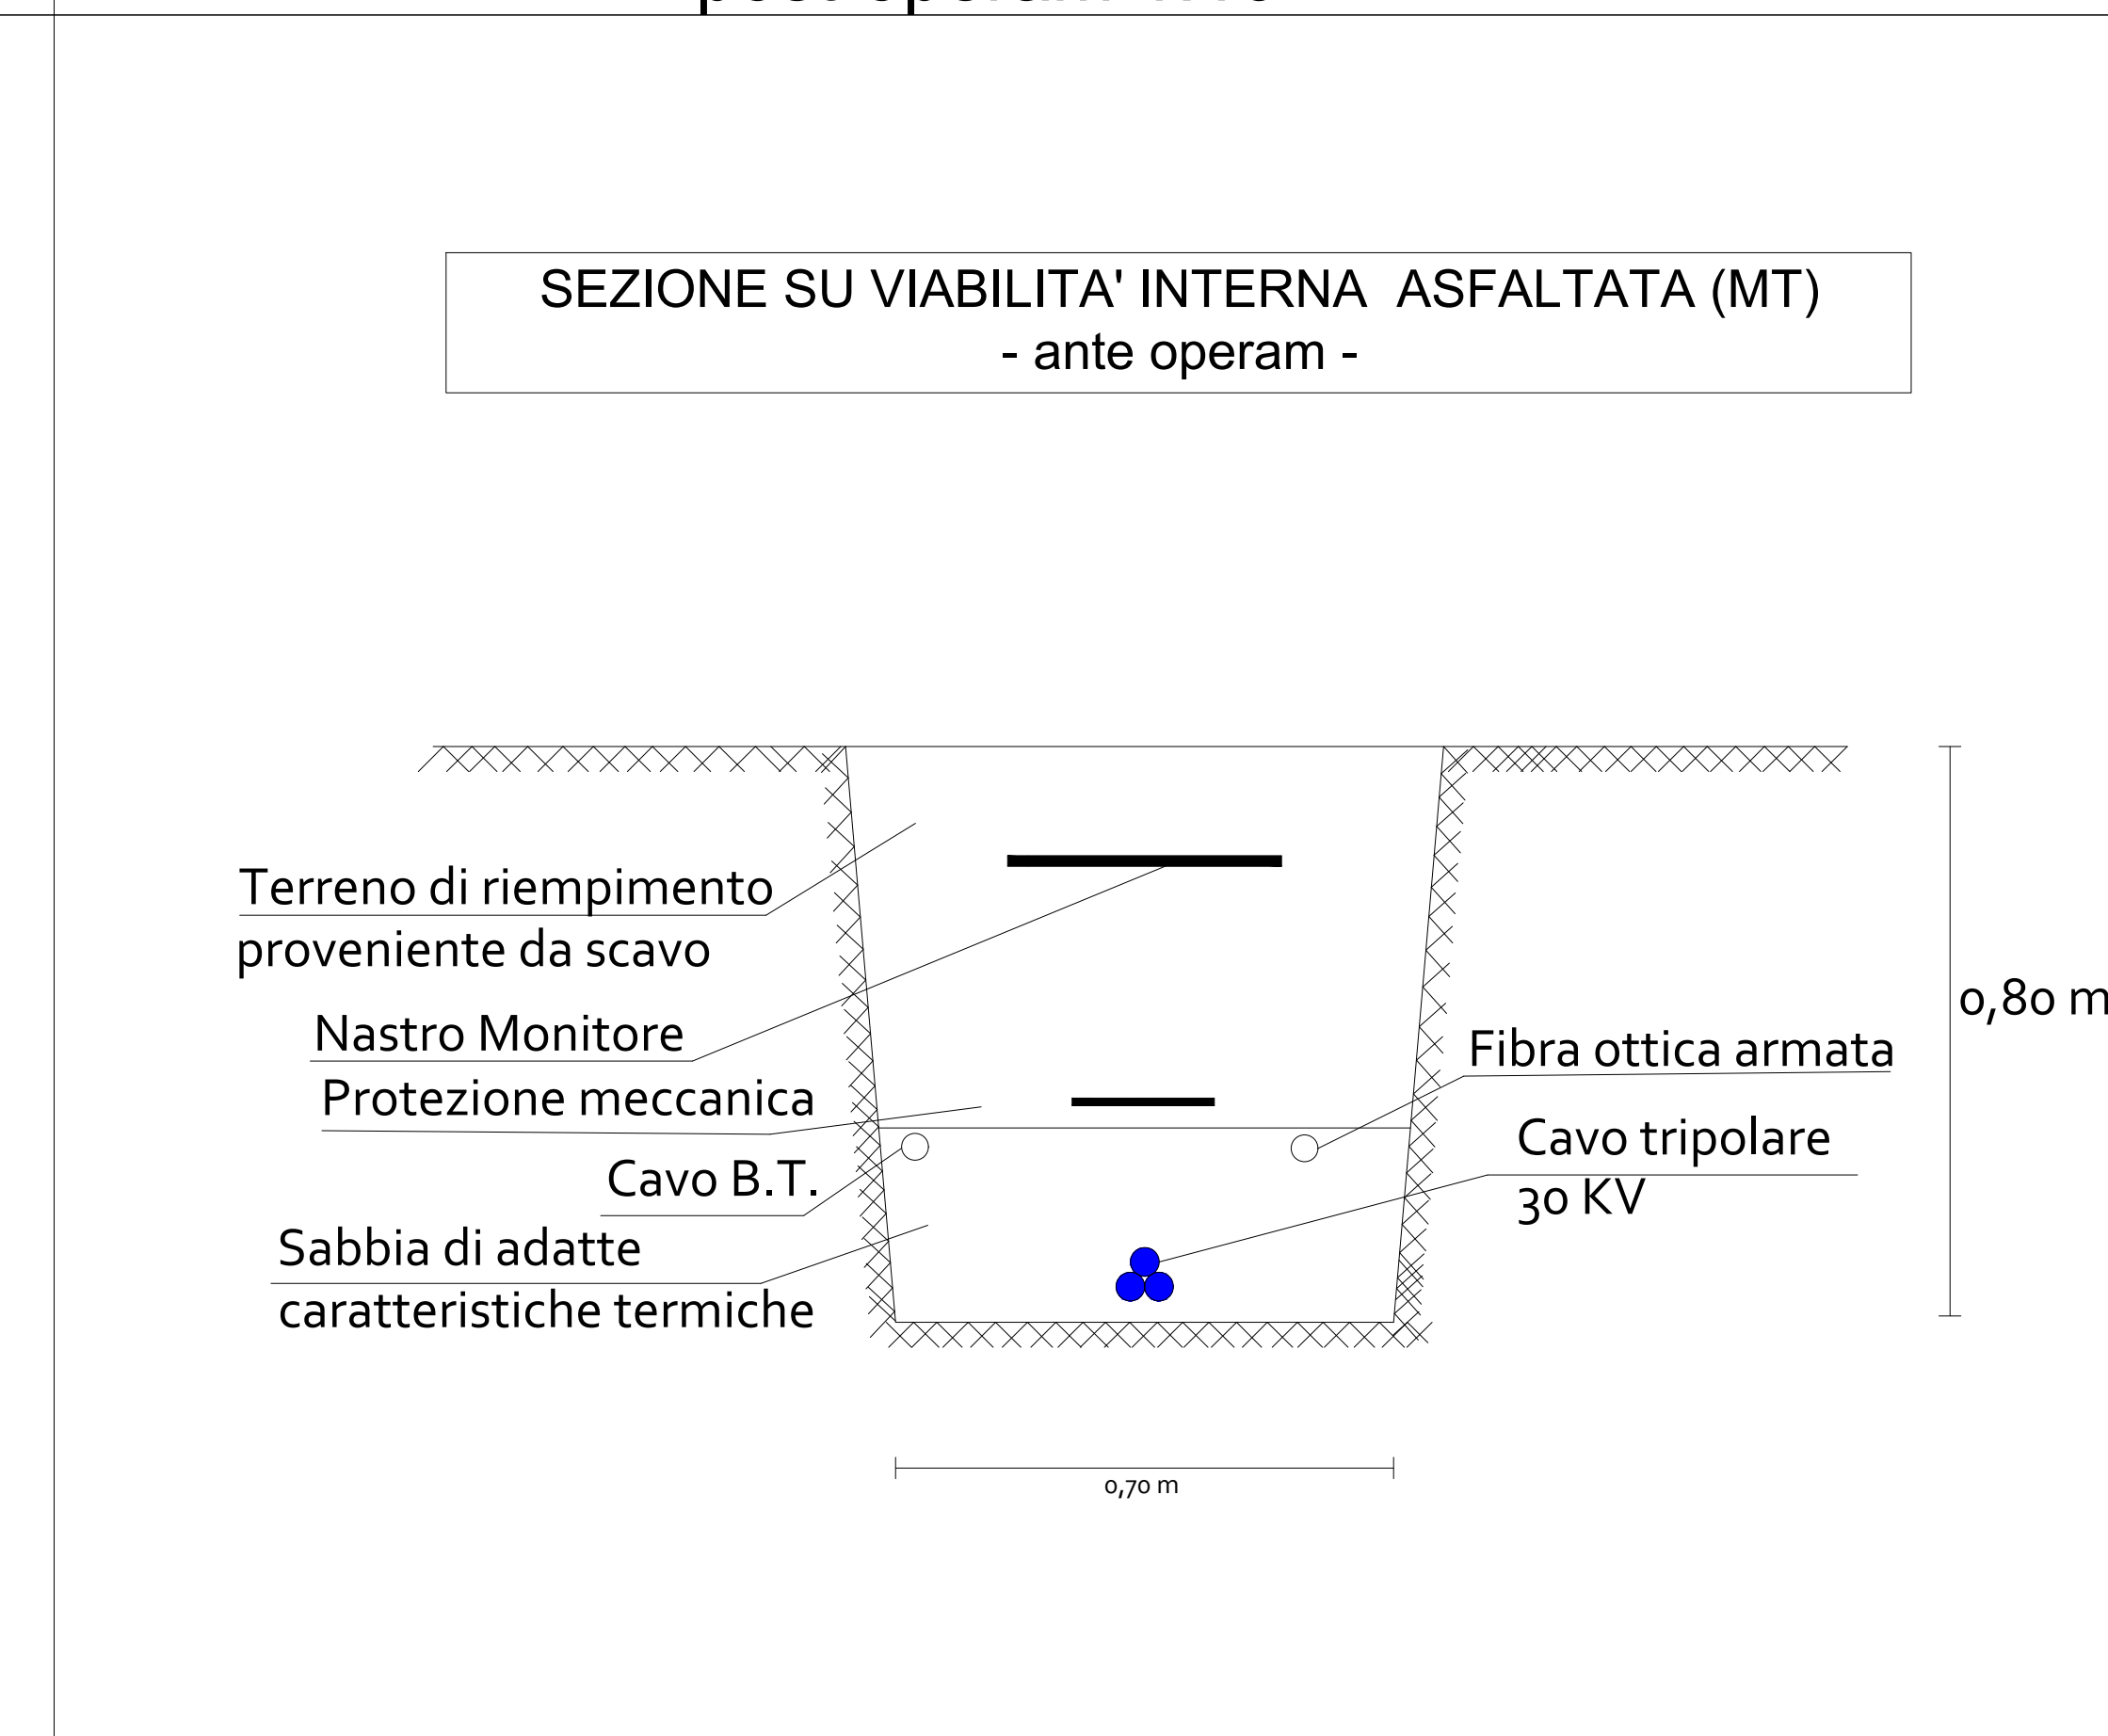 SEZIONE SU VIABILITA' INTERNA ASFALTATA (MT)
- ante operam -
Terreno di riempimento
proveniente da scavo
Nastro Monitore
Protezione meccanica
Cavo B.T.
Sabbia di adatte
caratteristiche termiche
Fibra ottica armata
Cavo tripolare
30 KV
0,80 m
0,70 m